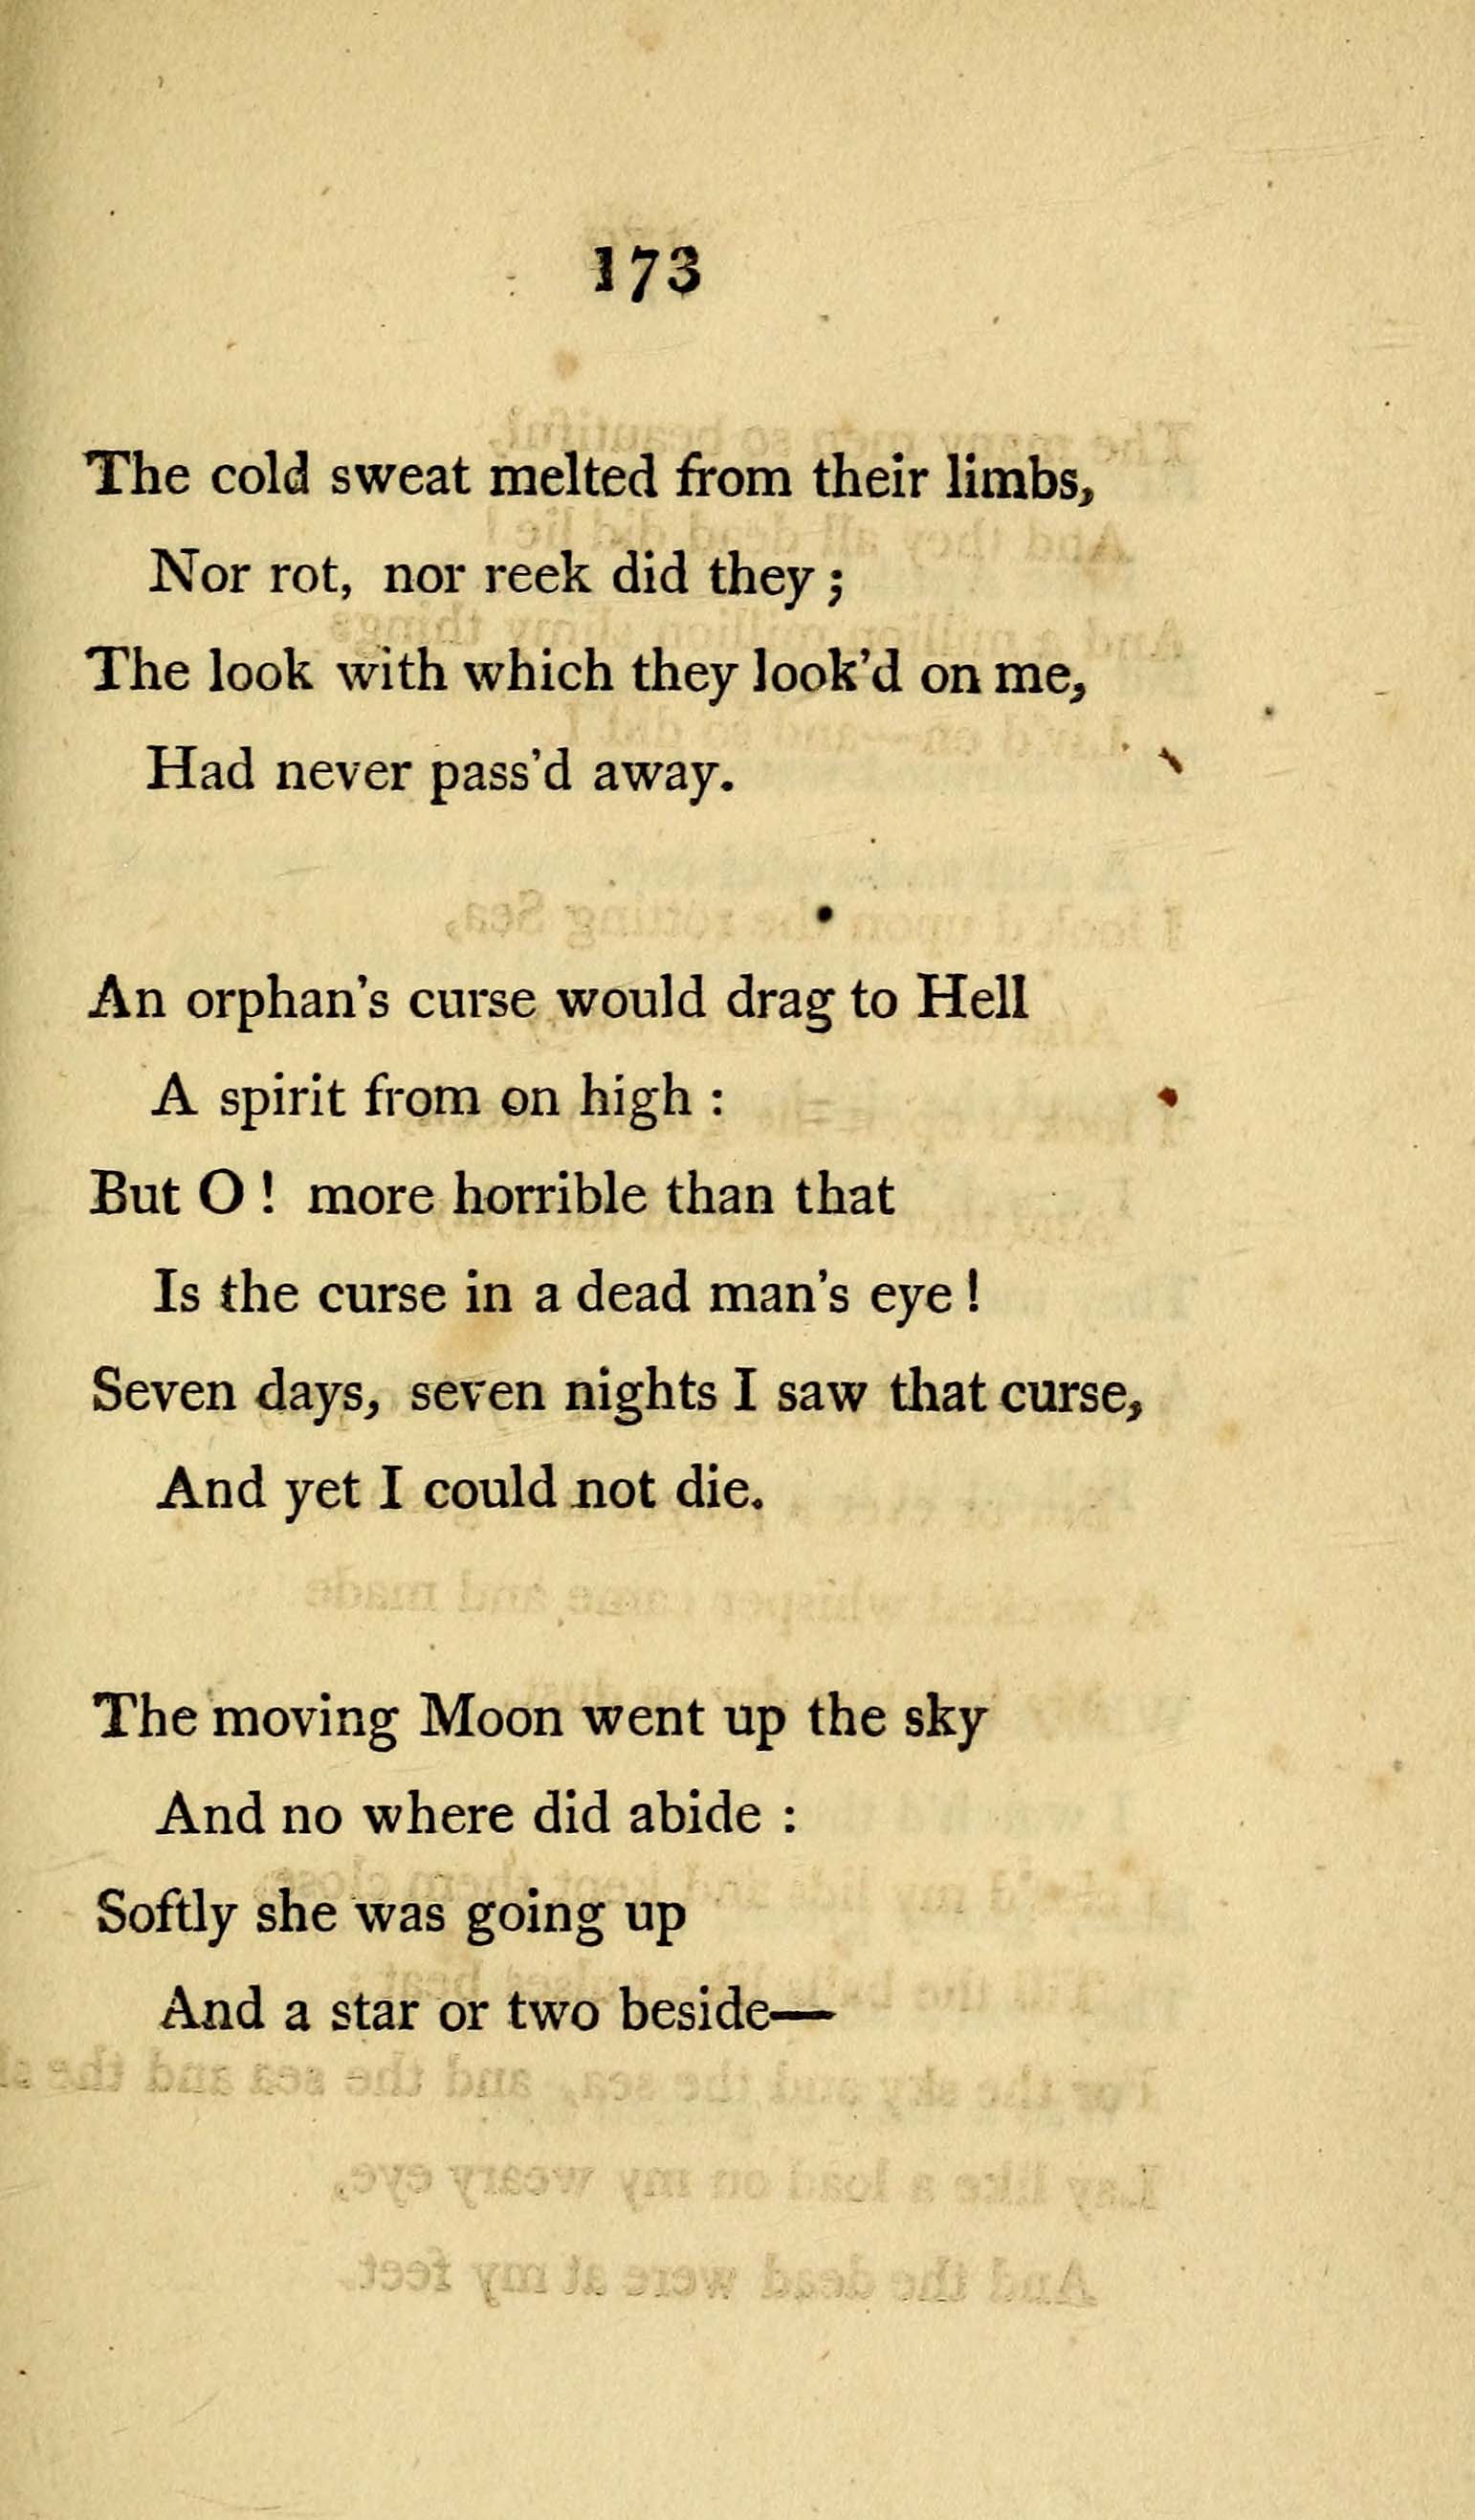 173
The cold sweat melted from their limbs,
Nor rot, nor reek did they ;
The look with which they look'd on me,
Had never pass'd away.
An orphan's curse would drag to Hell
A spirit from on high :
But O ! more horrible than that
Is the curse in a dead man's eye !
Seven days, seven nights I saw that curse,
And yet I could not die.
The moving Moon went up the sky
And no where did abide :
Softly she was going up
And a star or two beside—